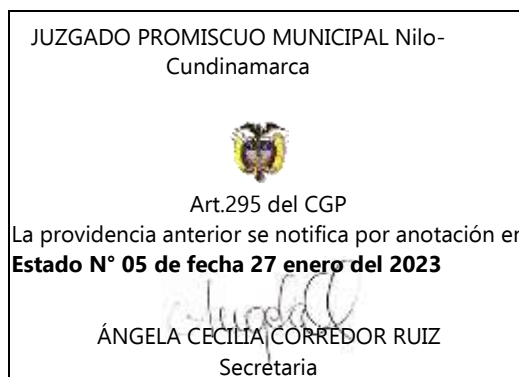 JUZGADO PROMISCUO MUNICIPAL Nilo-
Cundinamarca
Art.295 del CGP
La providencia anterior se notifica por anotación en
Estado N° 05 de fecha 27 enero del 2023
ÁNGELA CECILIA CORREDOR RUIZ
Secretaria